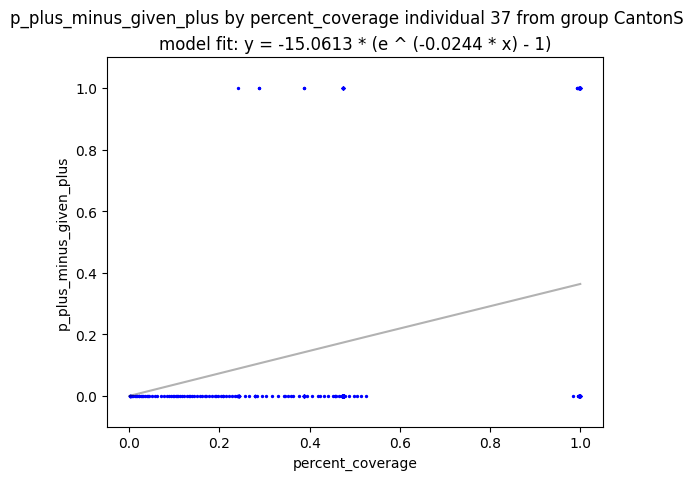 p_plus_minus_given_plus by percent_coverage individual 37 from group CantonS
model fit: y = -15.0613 * (e ^ (-0.0244 * x) - 1)
p_plus_minus_given_plus
1.0
0.8
0.6
0.4
0.2
0.0
0.0 0.2 0.4 0.6 0.8 1.0
percent_coverage